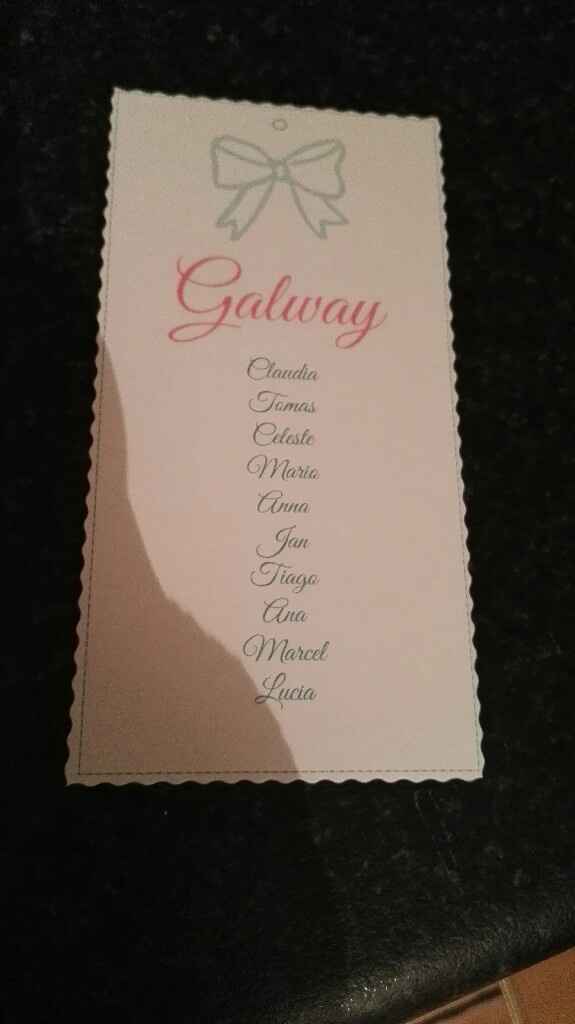 Galway
Claudia
Tomas
Celeste
Mario
Anna
Jan
Tiago
Ana
Marcel
Lucia